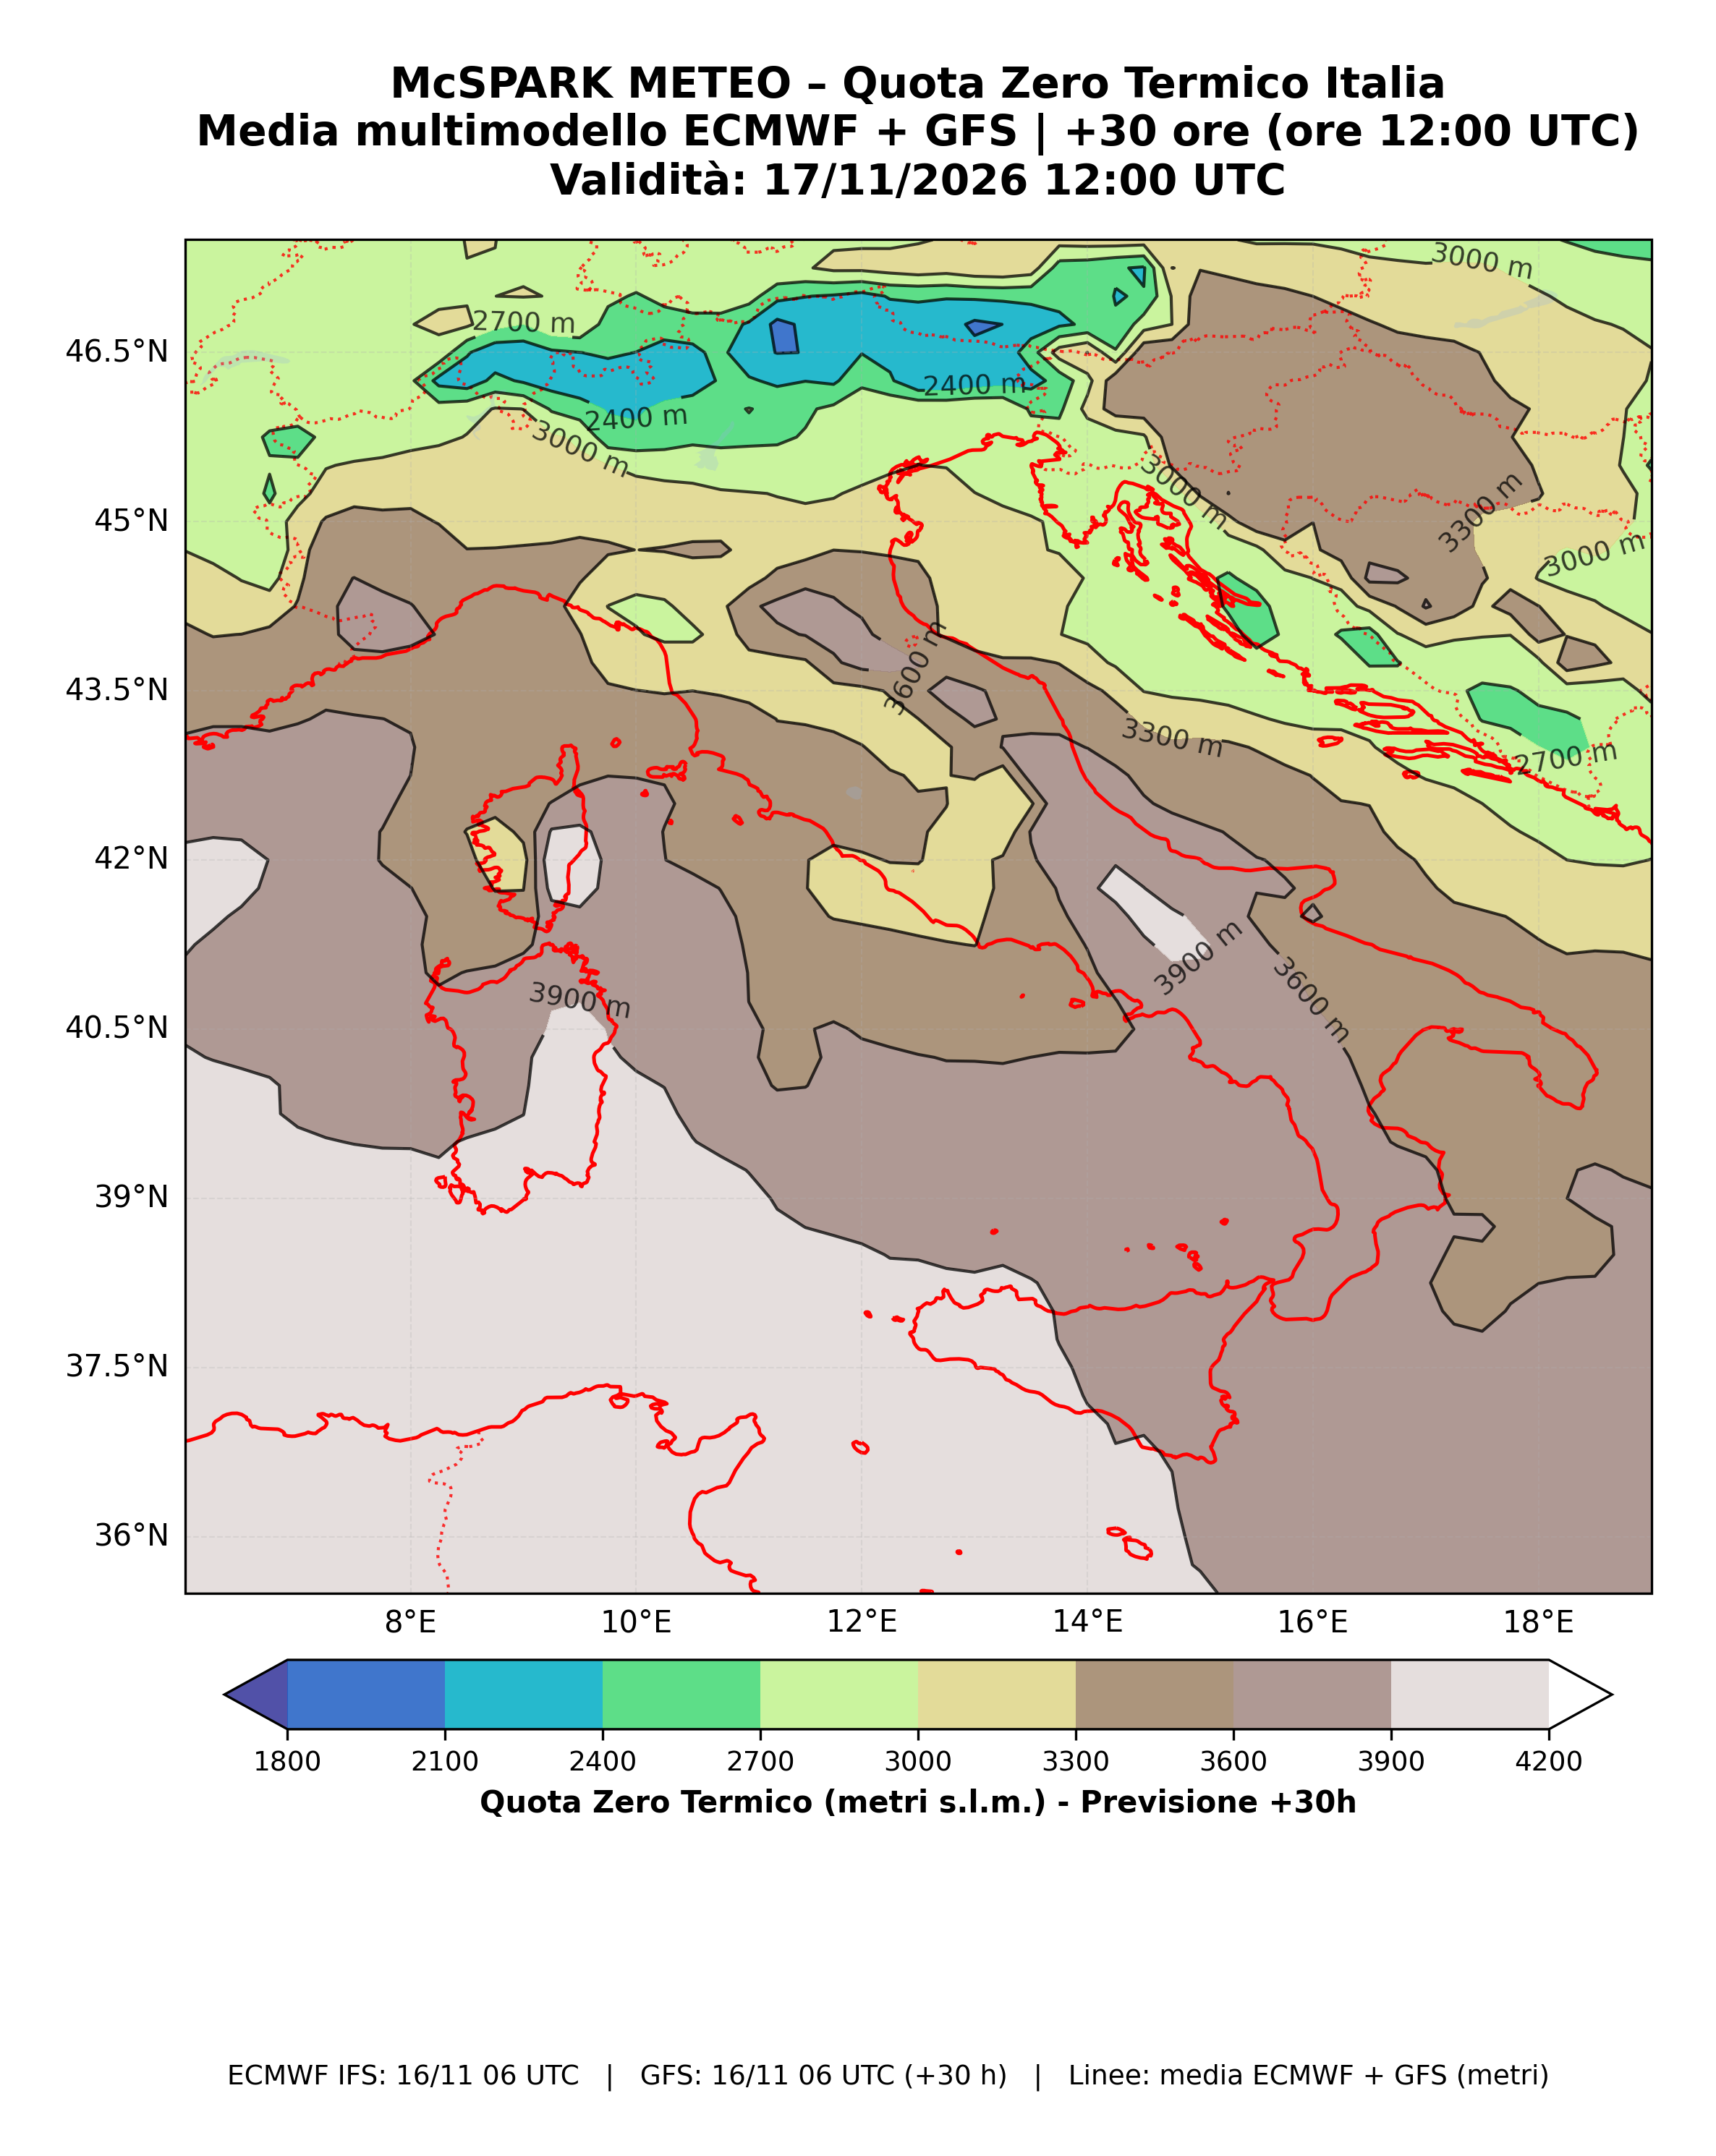 McSPARK METEO – Quota Zero Termico Italia
Media multimodello ECMWF + GFS | +30 ore (ore 12:00 UTC)
Validità: 17/11/2026 12:00 UTC
3000 m
2700 m
46.5°N
2400 m
2400 m
3000 m
3000 m
3300 m
45°N
3000 m
3600 m
43.5°N
3300 m
2700 m
42°N
3900 m
3600 m
3900 m
40.5°N
39°N
37.5°N
36°N
8°E 10°E 12°E 14°E 16°E 18°E
1800 2100 2400 2700 3000 3300 3600 3900 4200
Quota Zero Termico (metri s.l.m.) - Previsione +30h
ECMWF IFS: 16/11 06 UTC | GFS: 16/11 06 UTC (+30 h) | Linee: media ECMWF + GFS (metri)